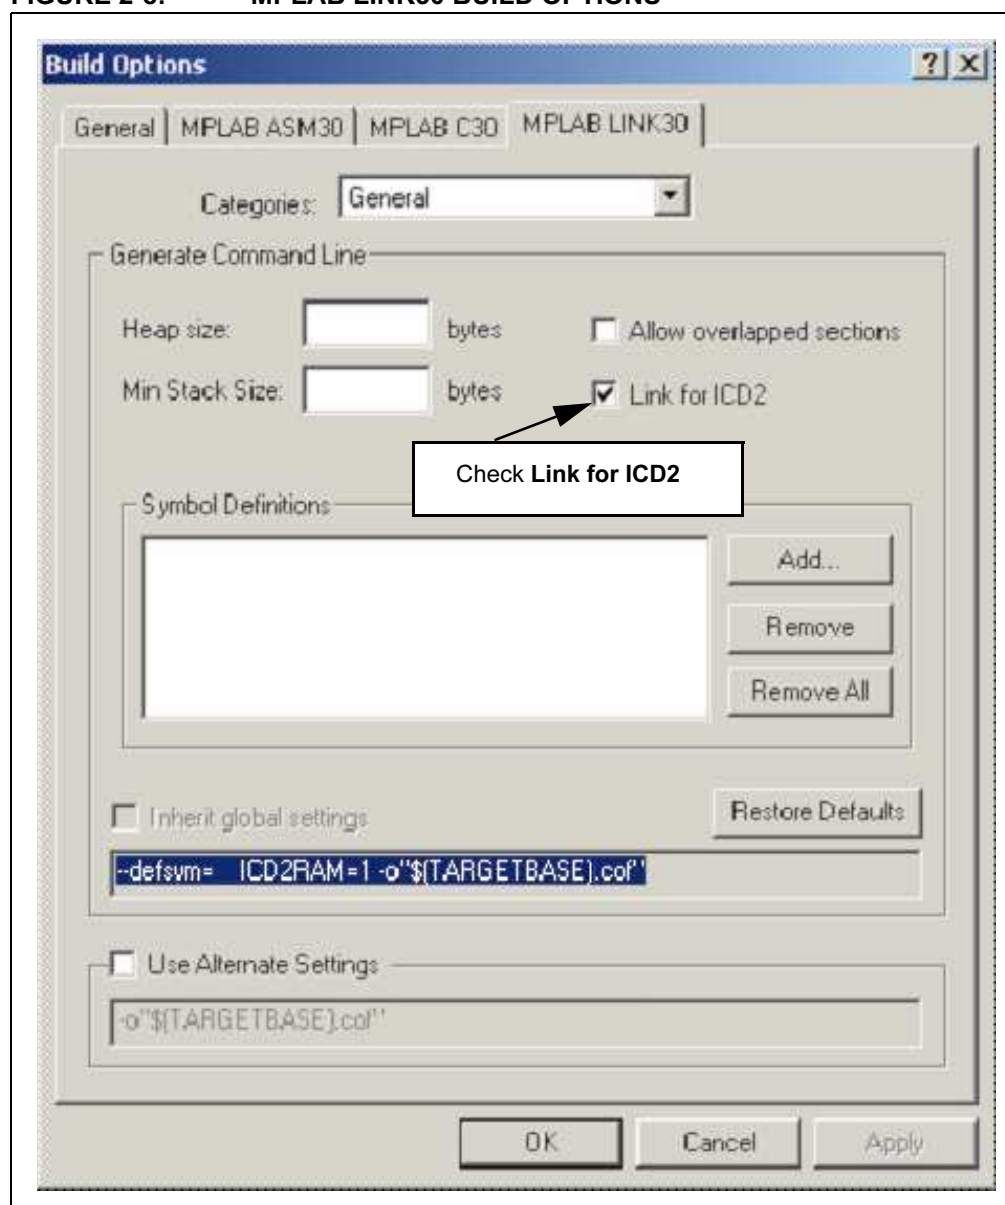 MPLAB LINK30 BUILD OPTIONS
Build Options
General MPLAB ASM30 MPLAB C30 MPLAB LINK30
Categories: General
Generate Command Line
Heap size: bytes Allow overlapped sections
Min Stack Size: bytes Link for ICD2
Check Link for ICD2
Symbol Definitions
Add...
Remove
Remove All
Inherit global settings
Restore Defaults
--defsym= ICD2RAM=1 -o"$(TARGETBASE).cof"
Use Alternate Settings
-o"$(TARGETBASE).cof"
OK Cancel Apply